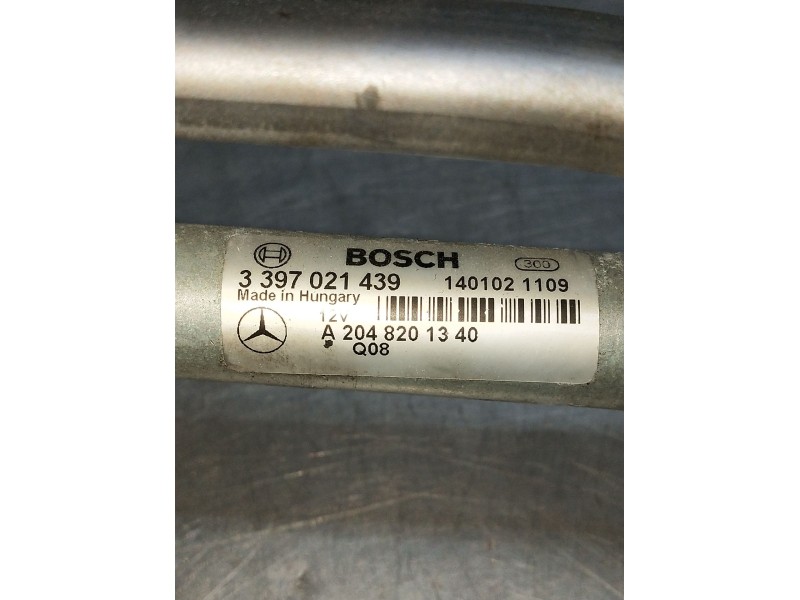 BOSCH 300
3 397 021 439 140102 1109
Made in Hungary
12V
A 204 820 13 40
Q08